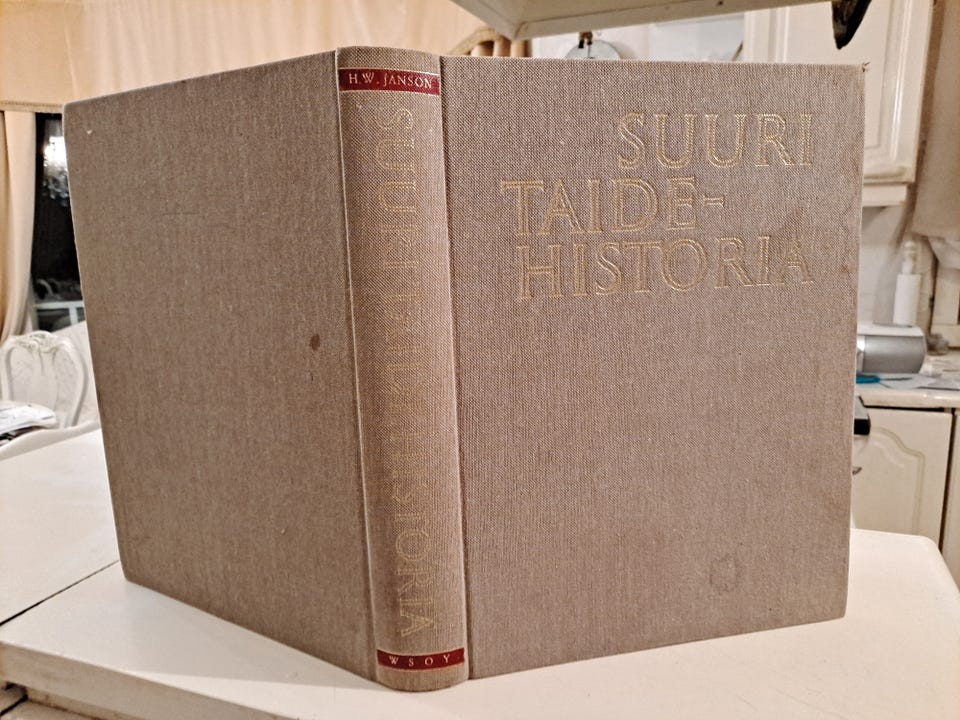 H.W. JANSON
SUURI TAIDEHISTORIA
WSOY
SUURI
TAIDE-
HISTORIA